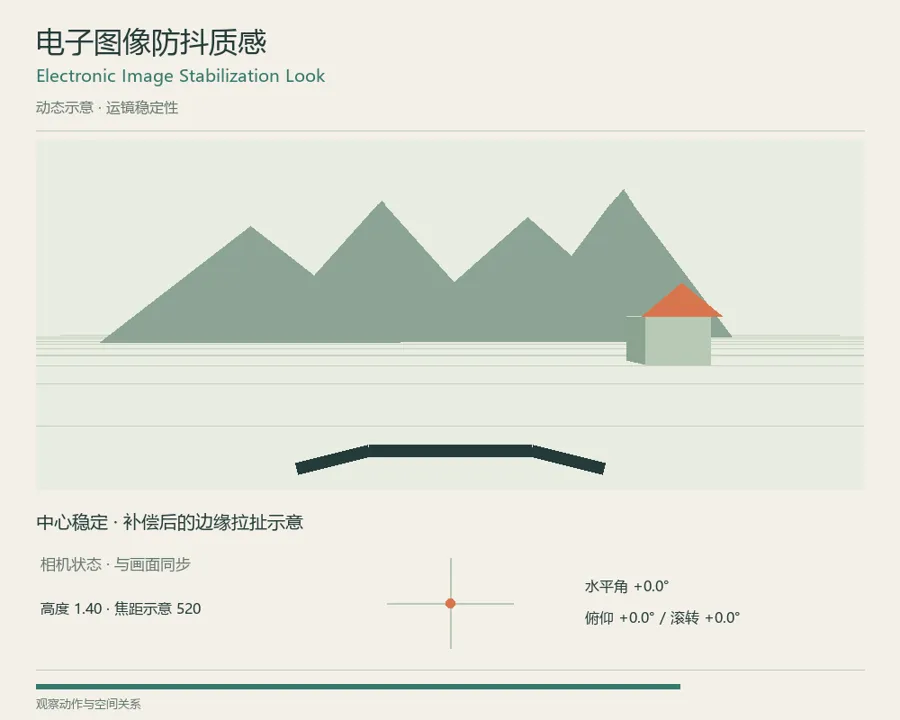 电子图像防抖质感
Electronic Image Stabilization Look
动态示意 · 运镜稳定性
中心稳定 · 补偿后的边缘拉扯示意
相机状态 · 与画面同步
高度 1.40 · 焦距示意 520
水平角 +0.0°
俯仰 +0.0° / 滚转 +0.0°
观察动作与空间关系